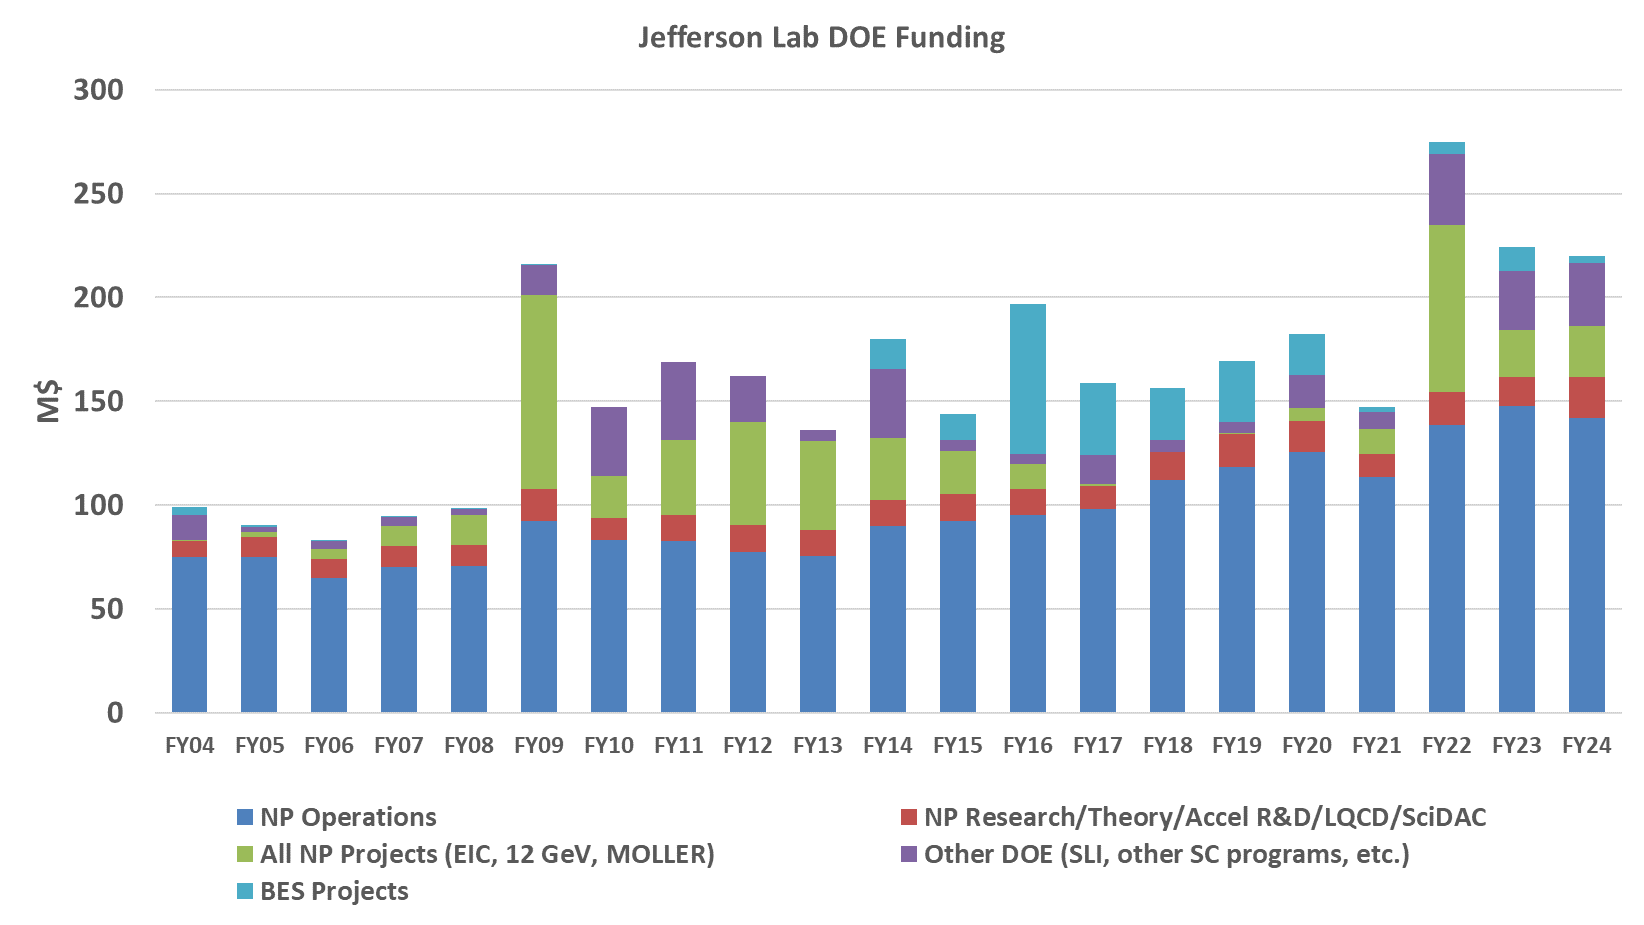 Jefferson Lab DOE Funding
300
250
200
150
100
50
0
M$
FY04 FY05 FY06 FY07 FY08 FY09 FY10 FY11 FY12 FY13 FY14 FY15 FY16 FY17 FY18 FY19 FY20 FY21 FY22 FY23 FY24
NP Operations
NP Research/Theory/Accel R&D/LQCD/SciDAC
All NP Projects (EIC, 12 GeV, MOLLER)
Other DOE (SLI, other SC programs, etc.)
BES Projects